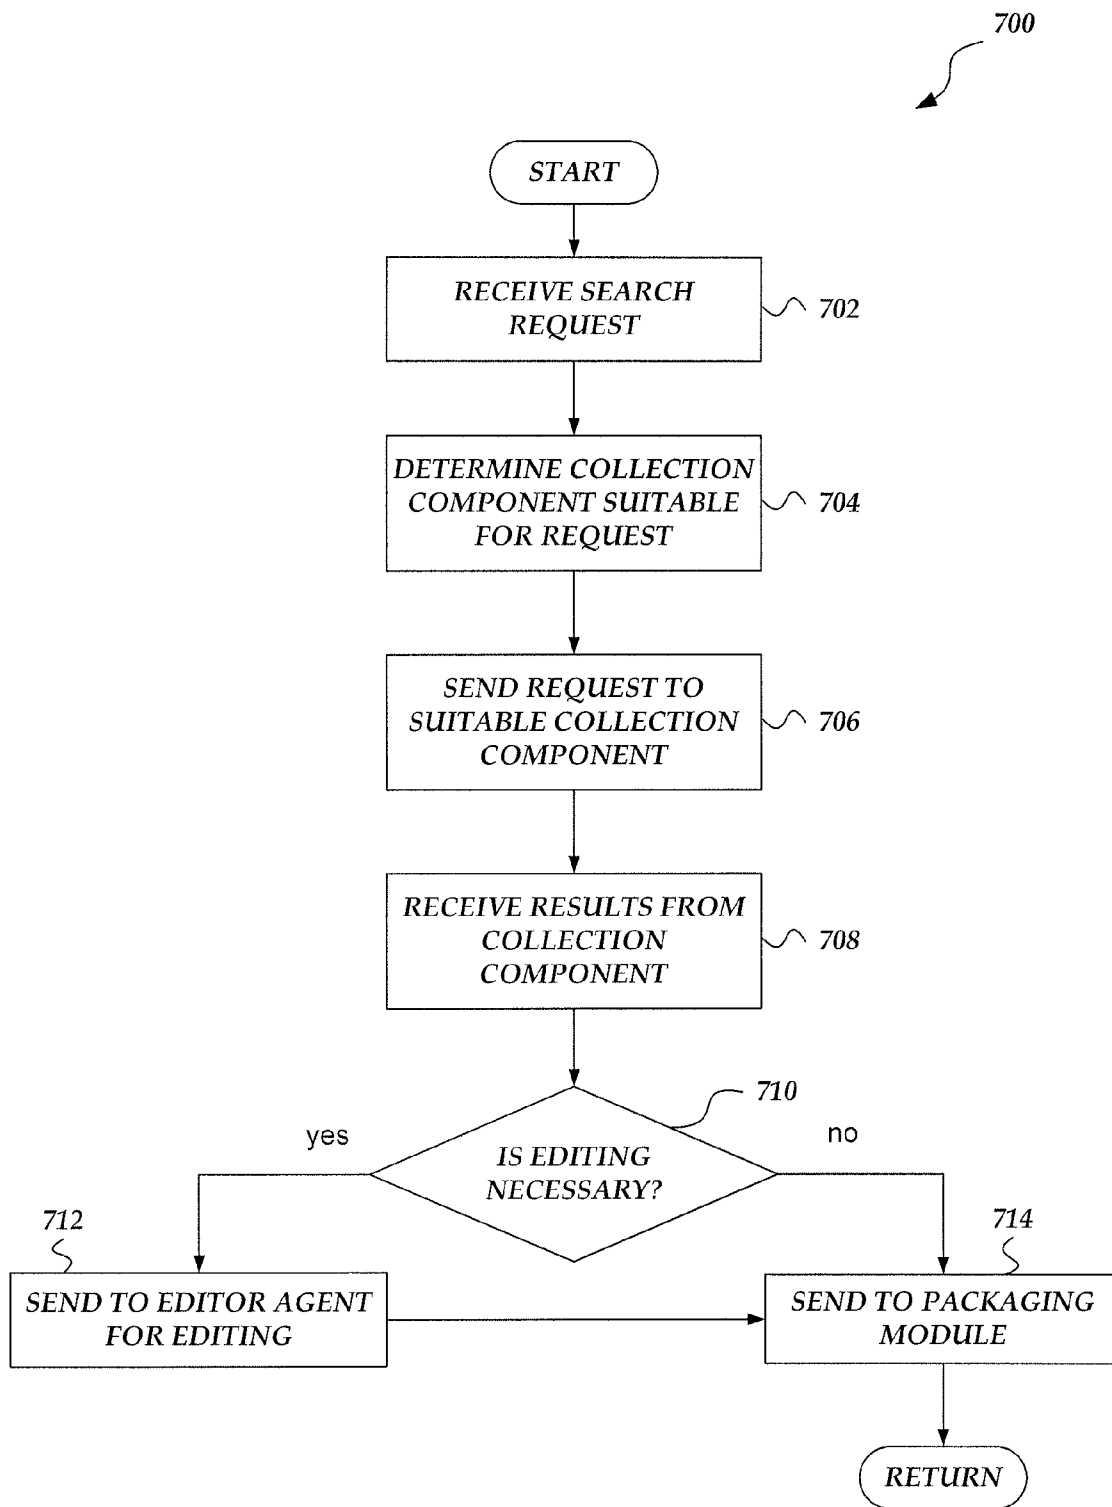 700
START
RECEIVE SEARCH
REQUEST
702
DETERMINE COLLECTION
COMPONENT SUITABLE
FOR REQUEST
704
SEND REQUEST TO
SUITABLE COLLECTION
COMPONENT
706
RECEIVE RESULTS FROM
COLLECTION
COMPONENT
708
710
yes
IS EDITING
NECESSARY?
no
712
SEND TO EDITOR AGENT
FOR EDITING
714
SEND TO PACKAGING
MODULE
RETURN